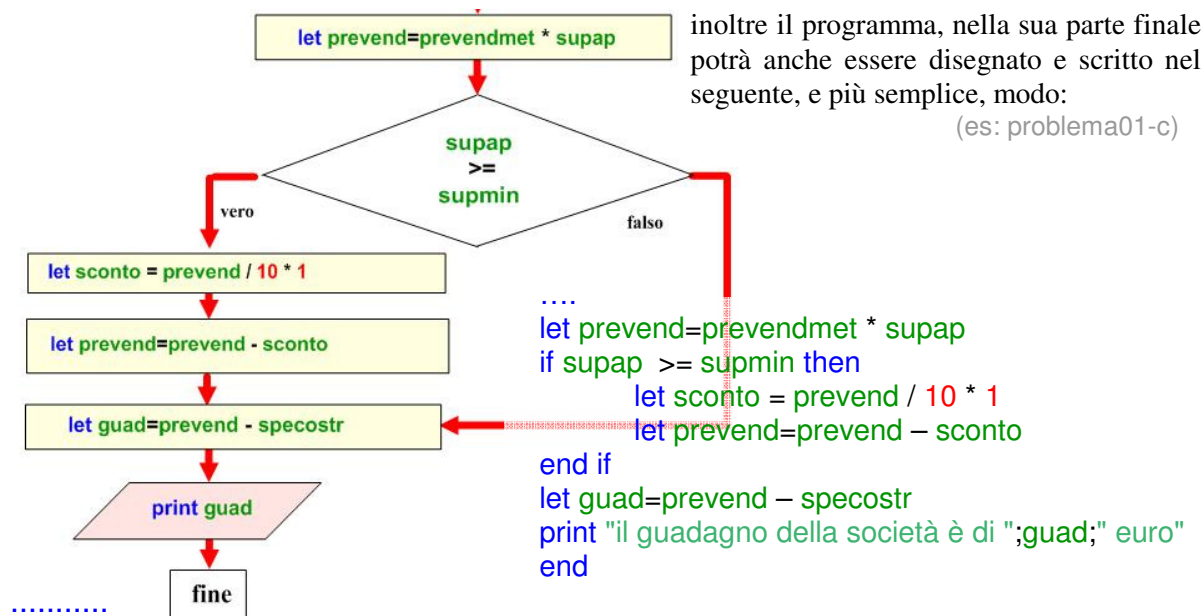 let prevend=prevendmet * supap
inoltre il programma, nella sua parte finale
potrà anche essere disegnato e scritto nel
seguente, e più semplice, modo:
(es: problema01-c)
supap
>=
supmin
vero
falso
let sconto = prevend / 10 * 1
let prevend=prevend - sconto
let guad=prevend - specostr
print guad
fine
...........
....
let prevend=prevendmet * supap
if supap >= supmin then
let sconto = prevend / 10 * 1
let prevend=prevend – sconto
end if
let guad=prevend – specostr
print "il guadagno della società è di ";guad;" euro"
end